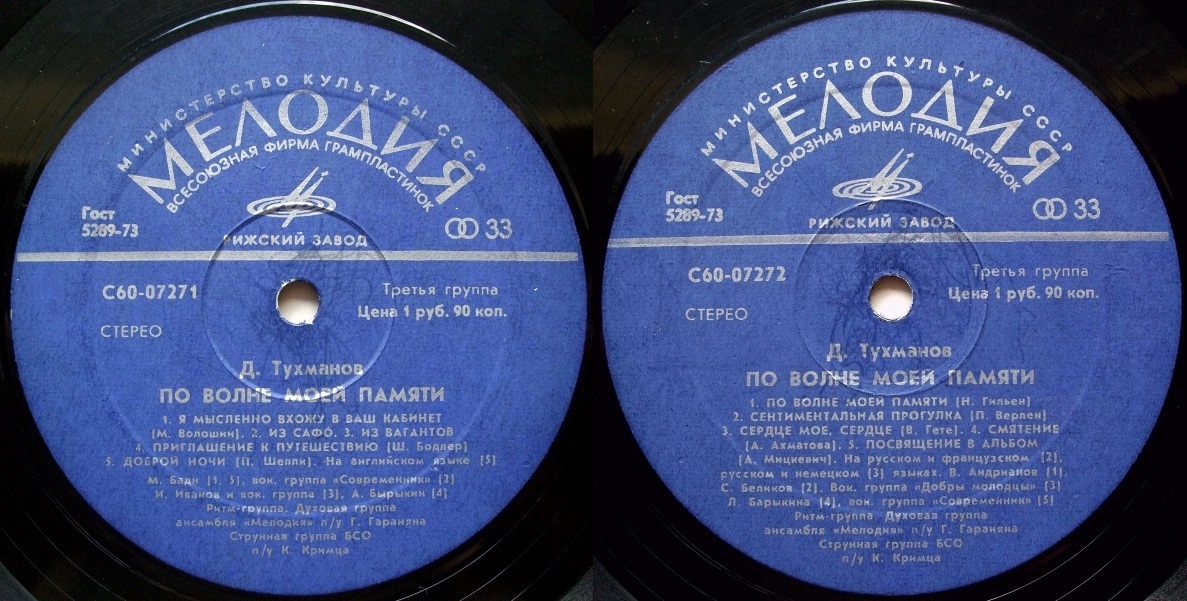 МИНИСТЕРСТВО КУЛЬТУРЫ СССР
МЕЛОДИЯ
ВСЕСОЮЗНАЯ ФИРМА ГРАМПЛАСТИНОК
Гост
5289-73
33
РИЖСКИЙ ЗАВОД
С60-07271
Третья группа
Цена 1 руб. 90 коп.
СТЕРЕО
Д. Тухманов
ПО ВОЛНЕ МОЕЙ ПАМЯТИ
1. Я МЫСЛЕННО ВХОЖУ В ВАШ КАБИНЕТ
(М. Волошин). 2. ИЗ САФО. 3. ИЗ ВАГАНТОВ
4. ПРИГЛАШЕНИЕ К ПУТЕШЕСТВИЮ (Ш. Бодлер)
5. ДОБРОЙ НОЧИ (П. Шелли). На английском языке (5)
М. Бади (1, 5), вок. группа «Современник» (2)
И. Иванов и вок. группа (3), А. Бырыкин (4)
Ритм-группа. Духовая группа
ансамбля «Мелодия» п/у Г. Гараняна
Струнная группа БСО
п/у К. Кримца
МИНИСТЕРСТВО КУЛЬТУРЫ СССР
МЕЛОДИЯ
ВСЕСОЮЗНАЯ ФИРМА ГРАМПЛАСТИНОК
Гост
5289-73
33
РИЖСКИЙ ЗАВОД
С60-07272
Третья группа
Цена 1 руб. 90 коп.
СТЕРЕО
Д. Тухманов
ПО ВОЛНЕ МОЕЙ ПАМЯТИ
1. ПО ВОЛНЕ МОЕЙ ПАМЯТИ (Н. Гильен)
2. СЕНТИМЕНТАЛЬНАЯ ПРОГУЛКА (П. Верлен)
3. СЕРДЦЕ МОЕ, СЕРДЦЕ (В. Гете). 4. СМЯТЕНИЕ
(А. Ахматова). 5. ПОСВЯЩЕНИЕ В АЛЬБОМ
(А. Мицкевич). На русском и французском (2),
русском и немецком (3) языках. В. Андрианов (1),
С. Беликов (2). Вок. группа «Добры молодцы» (3)
Л. Барыкина (4), вок. группа «Современник» (5)
Ритм-группа. Духовая группа
ансамбля «Мелодия» п/у Г. Гараняна
Струнная группа БСО
п/у К. Кримца